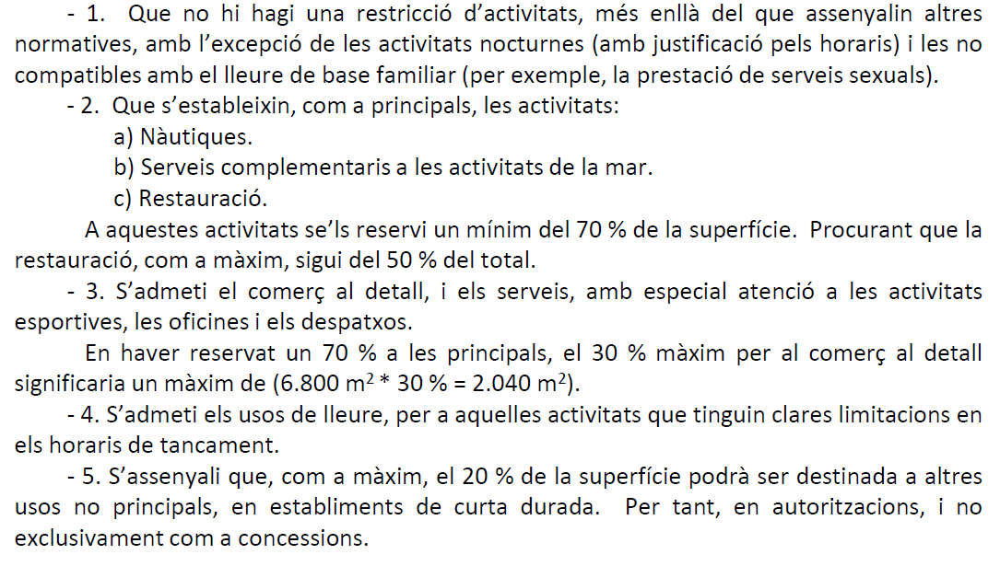 - 1. Que no hi hagi una restricció d’activitats, més enllà del que assenyalin altres
normatives, amb l’excepció de les activitats nocturnes (amb justificació pels horaris) i les no
compatibles amb el lleure de base familiar (per exemple, la prestació de serveis sexuals).
- 2. Que s’estableixin, com a principals, les activitats:
a) Nàutiques.
b) Serveis complementaris a les activitats de la mar.
c) Restauració.
A aquestes activitats se’ls reservi un mínim del 70 % de la superfície. Procurant que la
restauració, com a màxim, sigui del 50 % del total.
- 3. S’admeti el comerç al detall, i els serveis, amb especial atenció a les activitats
esportives, les oficines i els despatxos.
En haver reservat un 70 % a les principals, el 30 % màxim per al comerç al detall
significaria un màxim de (6.800 m² * 30 % = 2.040 m²).
- 4. S’admeti els usos de lleure, per a aquelles activitats que tinguin clares limitacions en
els horaris de tancament.
- 5. S’assenyali que, com a màxim, el 20 % de la superfície podrà ser destinada a altres
usos no principals, en establiments de curta durada. Per tant, en autoritzacions, i no
exclusivament com a concessions.